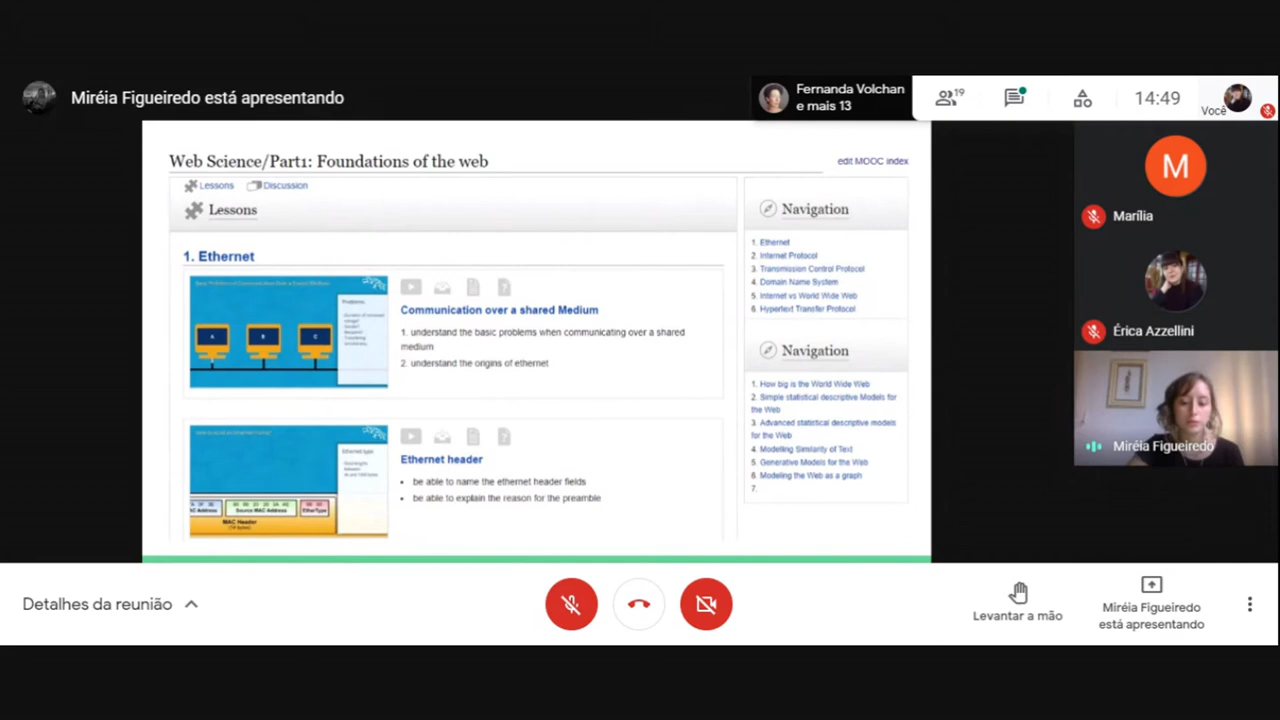 Miréia Figueiredo está apresentando
Fernanda Volchan
e mais 13
19
14:49
Você
Web Science/Part1: Foundations of the web
edit MOOC index
Lessons
Discussion
Lessons
1. Ethernet
Problems:
A
B
C
Communication over a shared Medium
1. understand the basic problems when communicating over a shared
medium
2. understand the origins of ethernet
Ethernet type
Source MAC Address
EtherType
MAC Header
Ethernet header
• be able to name the ethernet header fields
• be able to explain the reason for the preamble
Navigation
1. Ethernet
2. Internet Protocol
3. Transmission Control Protocol
4. Domain Name System
5. Internet vs World Wide Web
6. Hypertext Transfer Protocol
Navigation
1. How big is the World Wide Web
2. Simple statistical descriptive Models for
the Web
3. Advanced statistical descriptive models
for the Web
4. Modelling Similarity of Text
5. Generative Models for the Web
6. Modeling the Web as a graph
7.
M
Marília
Érica Azzellini
Miréia Figueiredo
Detalhes da reunião
Levantar a mão
Miréia Figueiredo
está apresentando